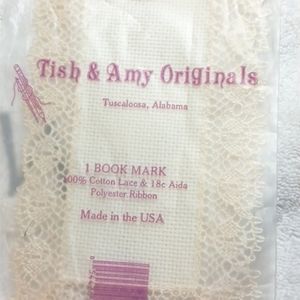 Tish & Amy Originals
Tuscaloosa, Alabama
1 BOOK MARK
100% Cotton Lace & 18c Aida
Polyester Ribbon
Made in the USA